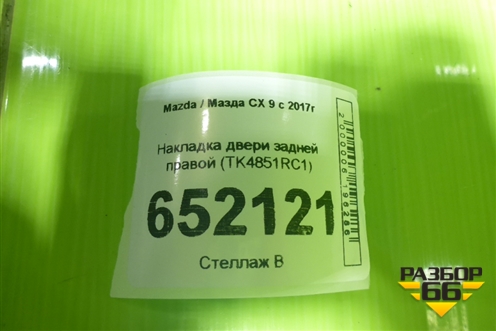 Mazda / Мазда CX 9 с 2017г
Накладка двери задней
правой (TK4851RC1)
652121
Стеллаж В
2000006196286
РАЗБОР
66